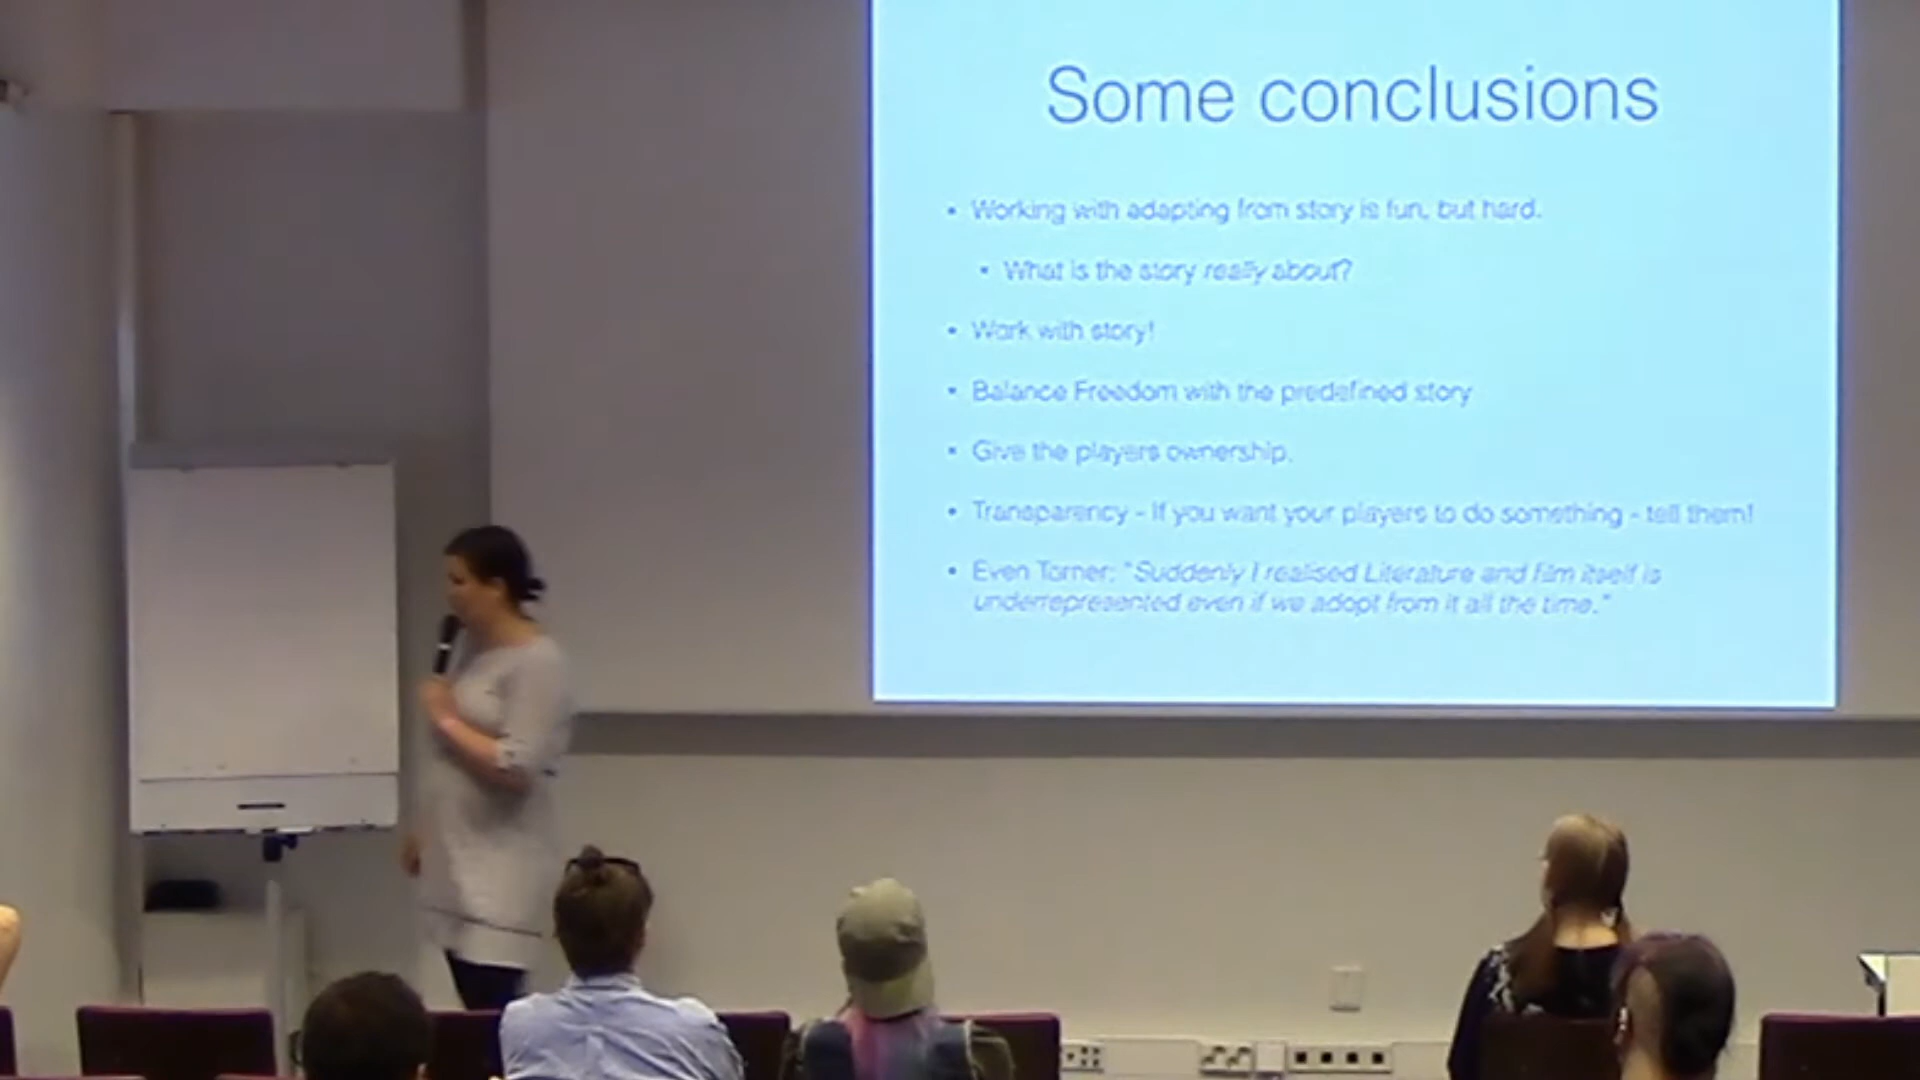 Some conclusions
• Working with adapting from story is fun, but hard.
• What is the story really about?
• Work with story!
• Balance Freedom with the predefined story
• Give the players ownership.
• Transparency - If you want your players to do something - tell them!
• Even Torner: "Suddenly I realised Literature and film itself is
underrepresented even if we adopt from it all the time."